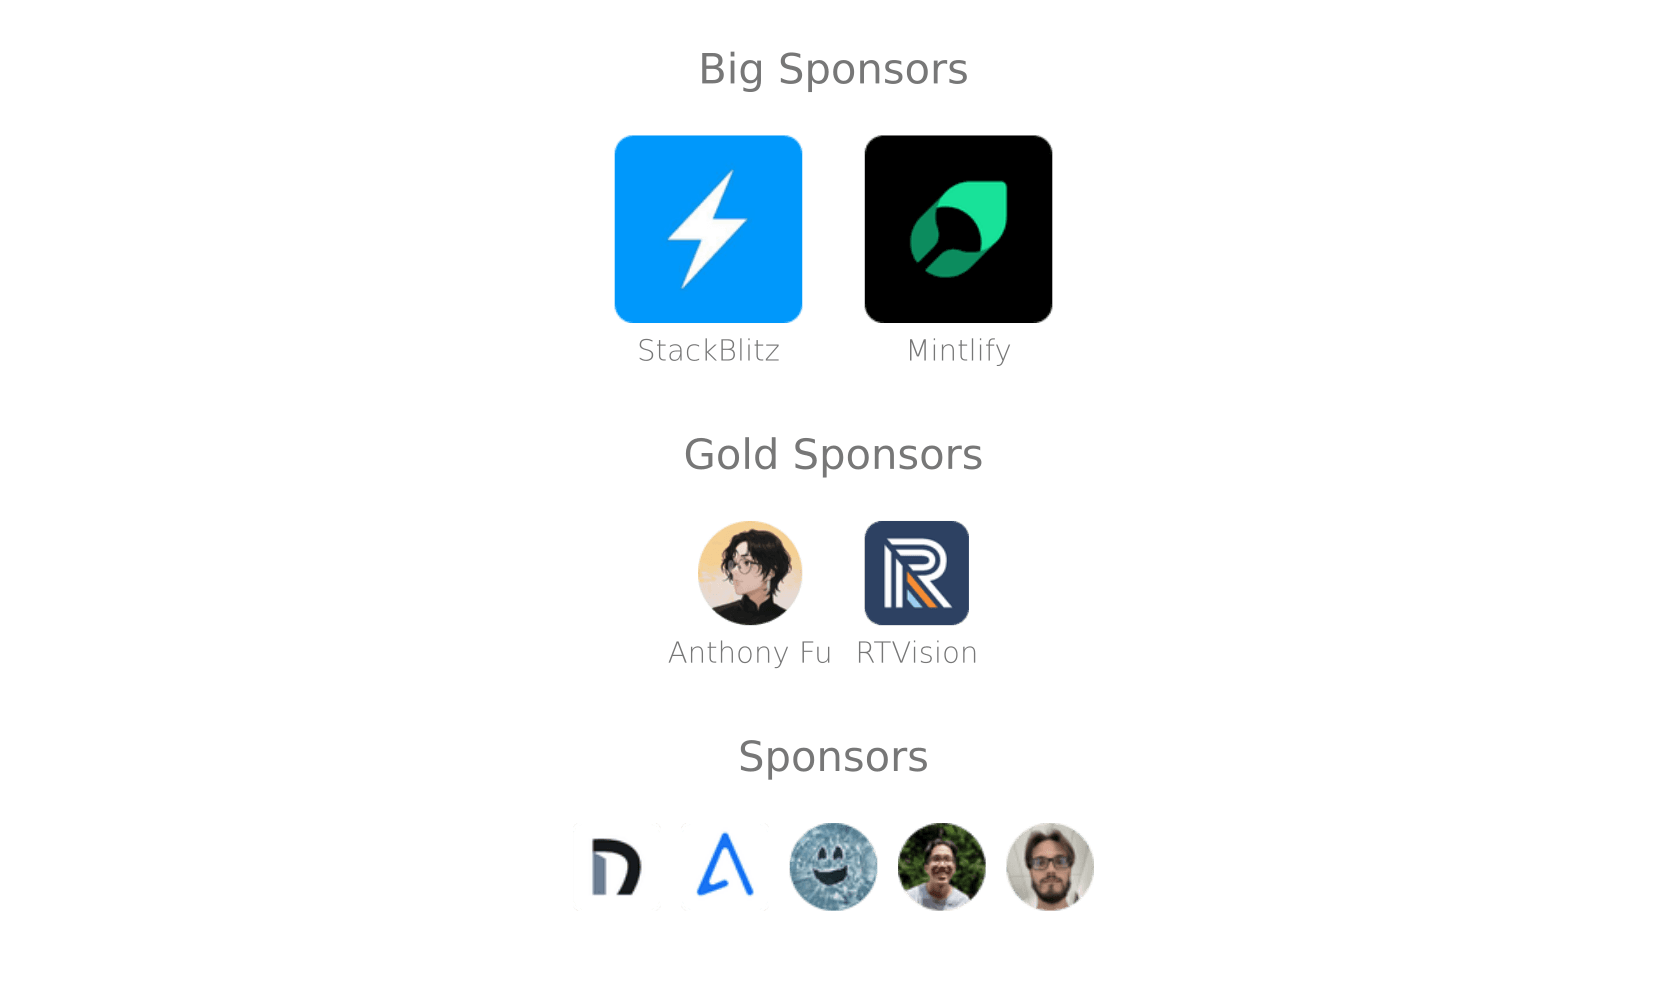 Big Sponsors
StackBlitz
Mintlify
Gold Sponsors
Anthony Fu
RTVision
Sponsors